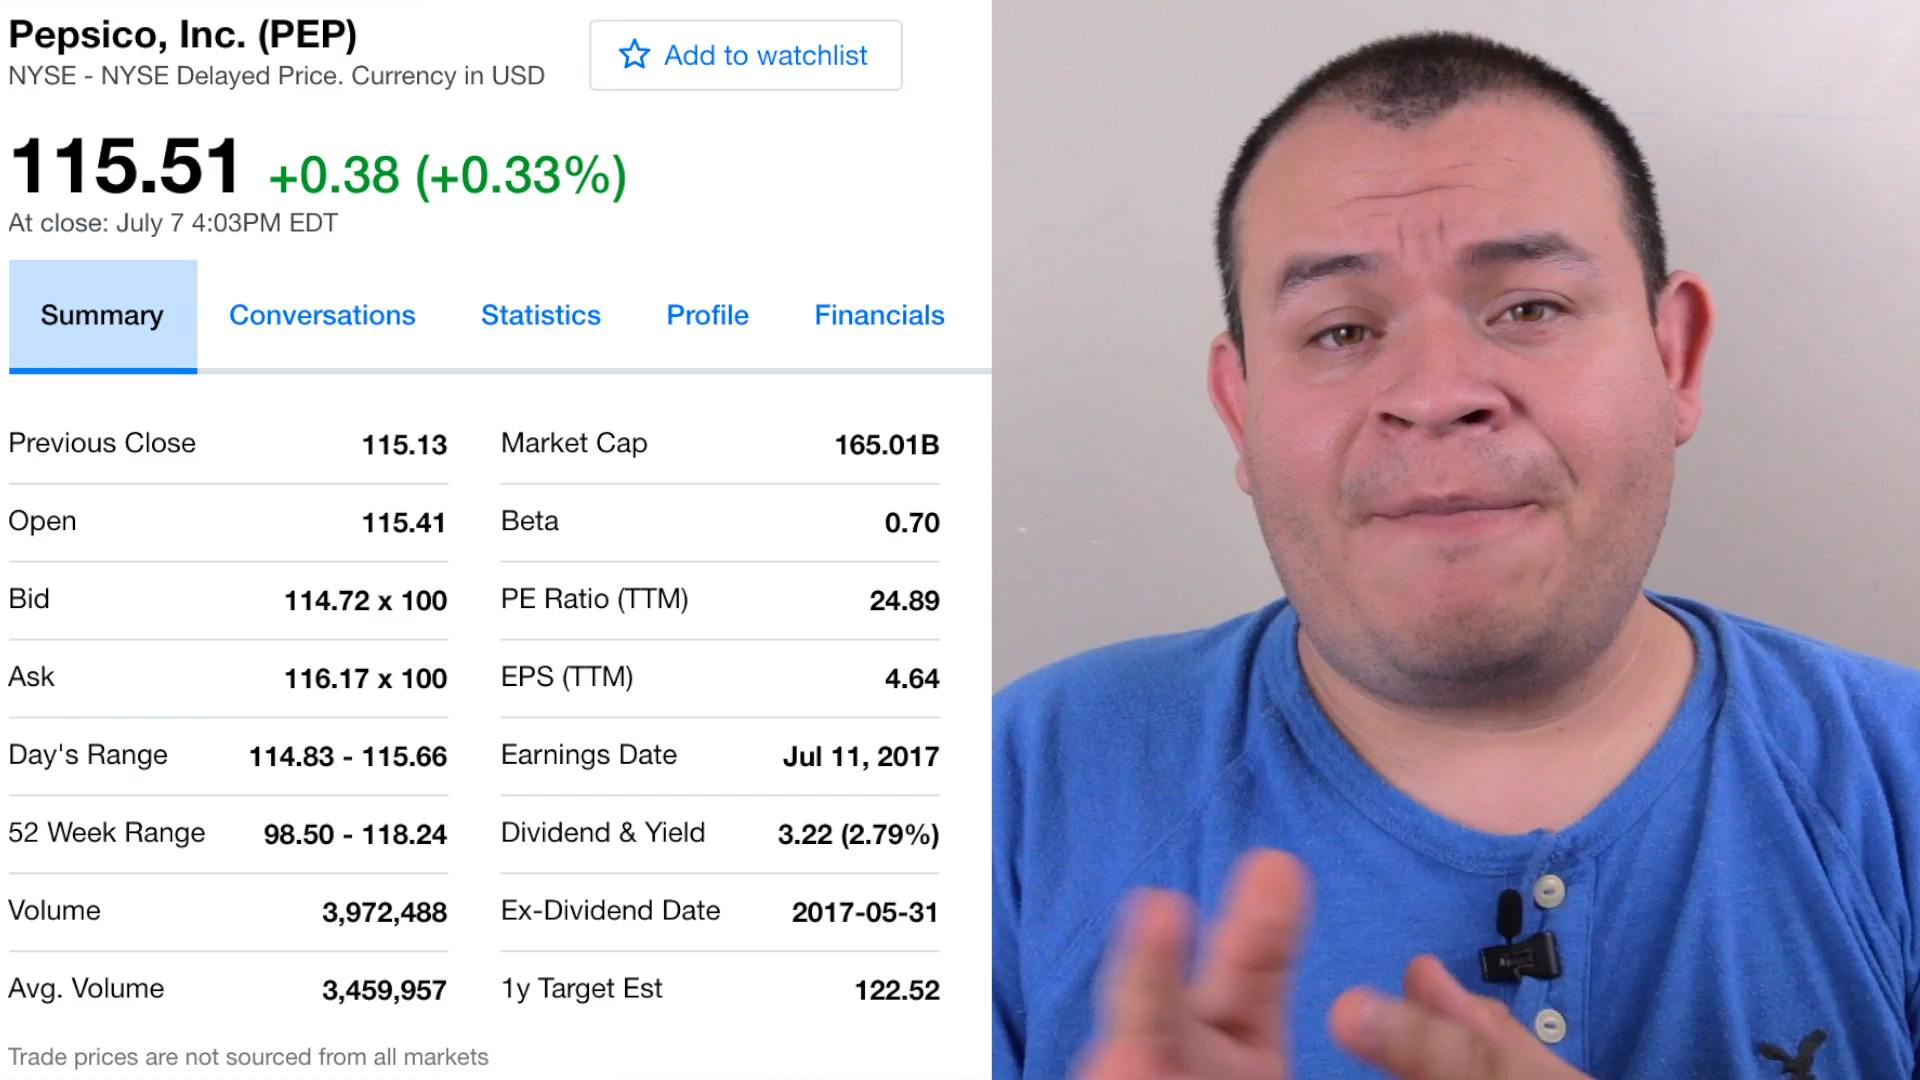 Pepsico, Inc. (PEP)
Add to watchlist
NYSE - NYSE Delayed Price. Currency in USD
115.51 +0.38 (+0.33%)
At close: July 7 4:03PM EDT
Summary Conversations Statistics Profile Financials
Previous Close 115.13 Market Cap 165.01B
Open 115.41 Beta 0.70
Bid 114.72 x 100 PE Ratio (TTM) 24.89
Ask 116.17 x 100 EPS (TTM) 4.64
Day's Range 114.83 - 115.66 Earnings Date Jul 11, 2017
52 Week Range 98.50 - 118.24 Dividend & Yield 3.22 (2.79%)
Volume 3,972,488 Ex-Dividend Date 2017-05-31
Avg. Volume 3,459,957 1y Target Est 122.52
Trade prices are not sourced from all markets